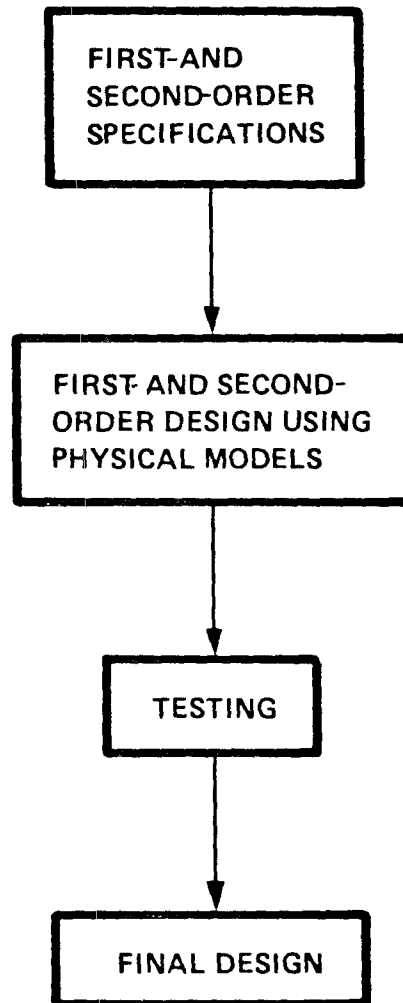 FIRST-AND
SECOND-ORDER
SPECIFICATIONS
FIRST- AND SECOND-
ORDER DESIGN USING
PHYSICAL MODELS
TESTING
FINAL DESIGN